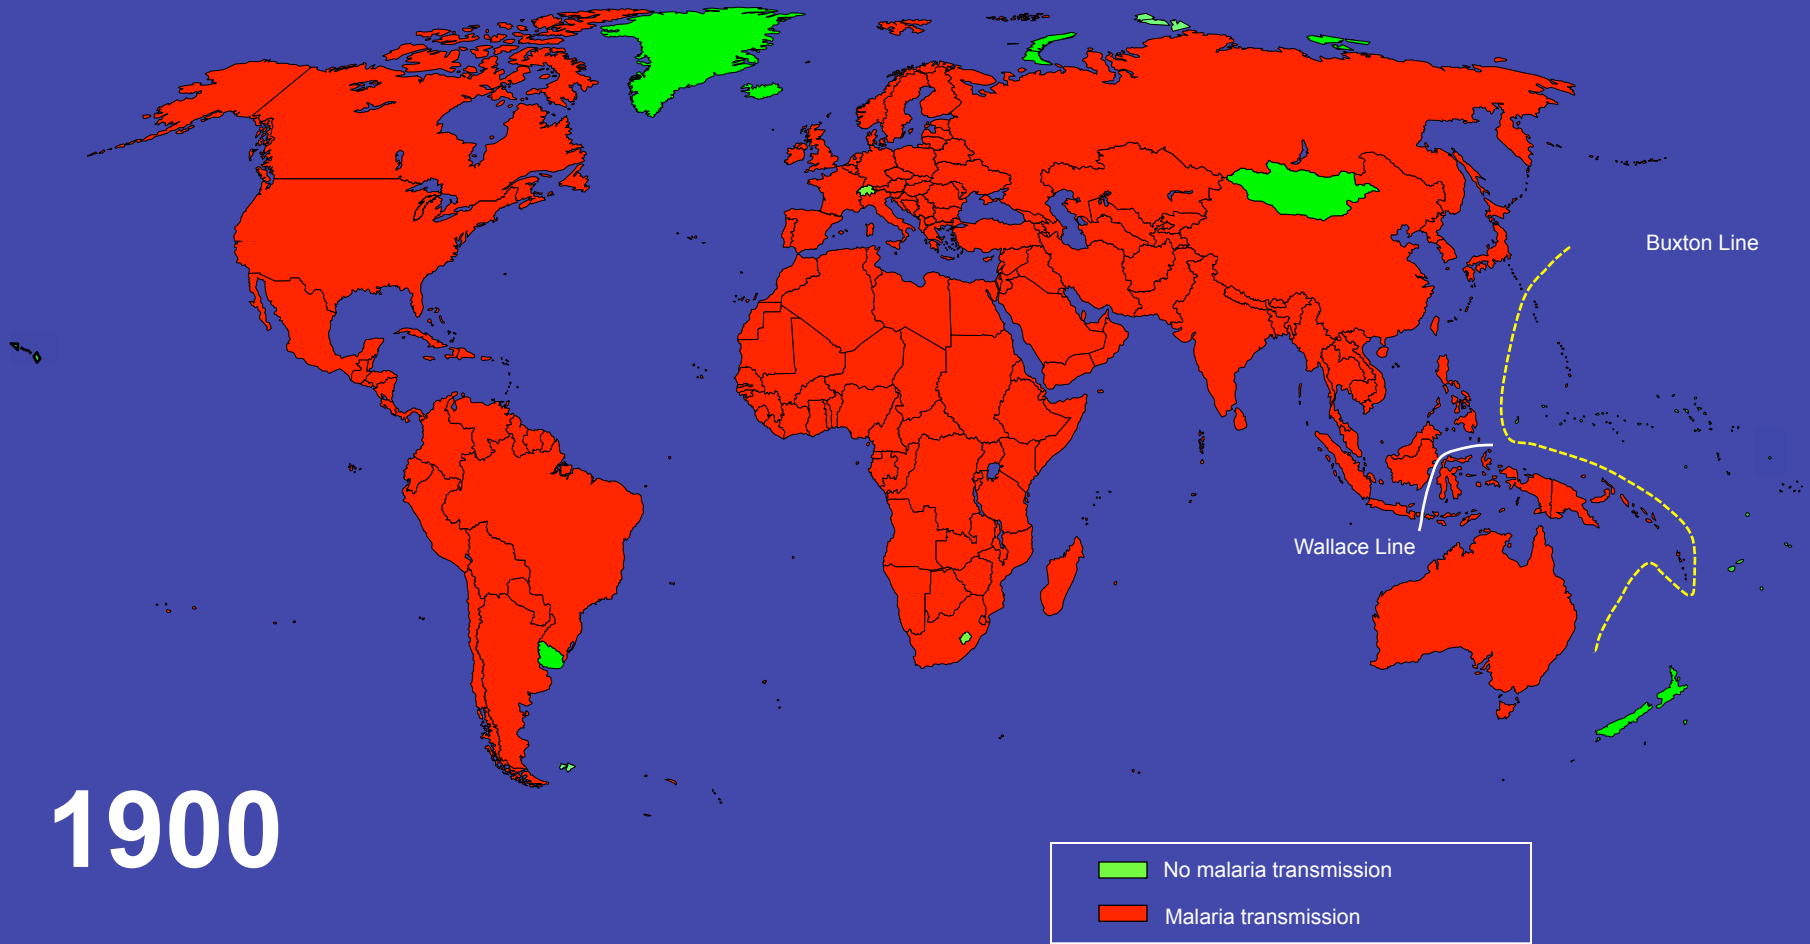 Buxton Line
Wallace Line
1900
No malaria transmission
Malaria transmission